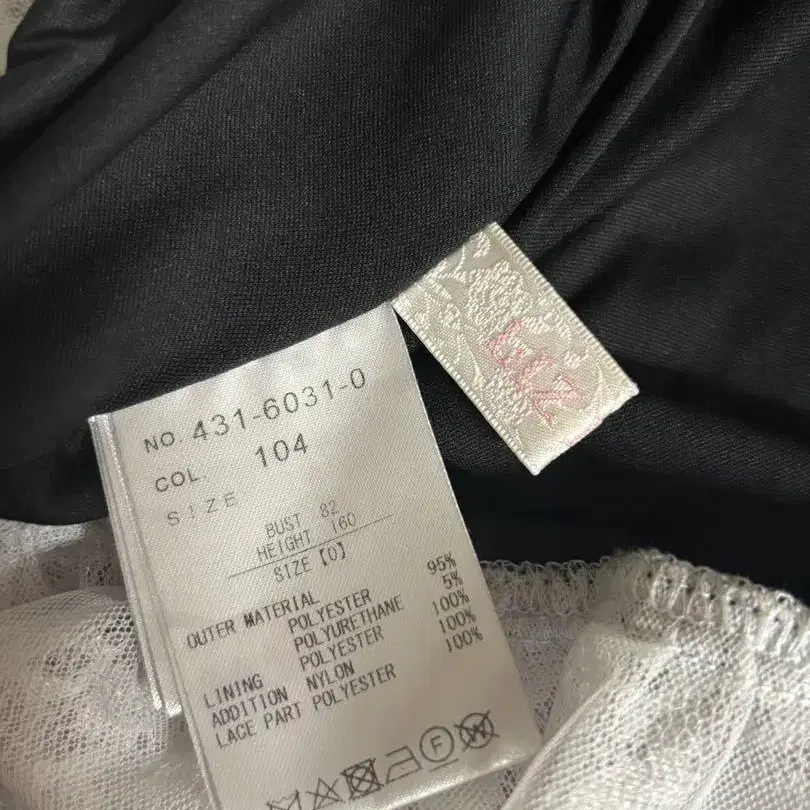 NO. 431-6031-0
COL 104
SIZE
BUST 82
HEIGHT 160
SIZE【0】
OUTER MATERIAL
POLYESTER 95%
POLYURETHANE 5%
LINING POLYESTER 100%
ADDITION NYLON 100%
LACE PART POLYESTER 100%
F
LIZ